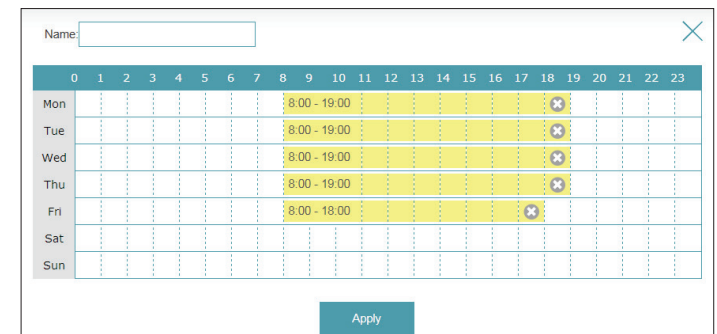 Name:
0 1 2 3 4 5 6 7 8 9 10 11 12 13 14 15 16 17 18 19 20 21 22 23
Mon 8:00 - 19:00
Tue 8:00 - 19:00
Wed 8:00 - 19:00
Thu 8:00 - 19:00
Fri 8:00 - 18:00
Sat
Sun
Apply